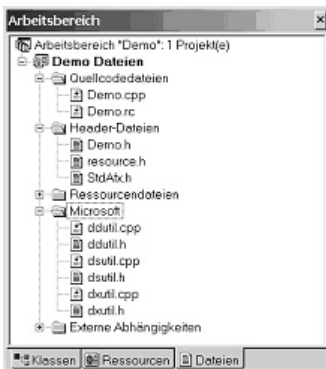 Arbeitsbereich
Arbeitsbereich "Demo": 1 Projekt(e)
Demo Dateien
Quellcodedateien
Demo.cpp
Demo.rc
Header-Dateien
Demo.h
resource.h
StdAfx.h
Ressourcendateien
Microsoft
ddutil.cpp
ddutil.h
dsutil.cpp
dsutil.h
dxutil.cpp
dxutil.h
Externe Abhängigkeiten
Klassen Ressourcen Dateien